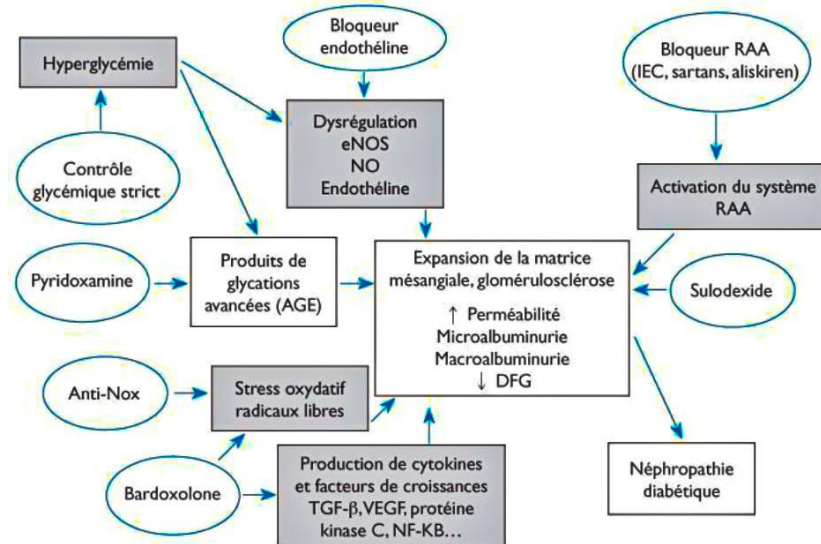 Bloqueur
endothéline
Bloqueur RAA
(IEC, sartans, aliskiren)
Hyperglycémie
Dysrégulation
eNOS
NO
Endothéline
Contrôle
glycémique strict
Activation du système
RAA
Pyridoxamine
Produits de
glycations
avancées (AGE)
Expansion de la matrice
mésangiale, glomérulosclérose
↑ Perméabilité
Microalbuminurie
Macroalbuminurie
↓ DFG
Sulodexide
Anti-Nox
Stress oxydatif
radicaux libres
Bardoxolone
Production de cytokines
et facteurs de croissances
TGF-β, VEGF, protéine
kinase C, NF-KB…
Néphropathie
diabétique